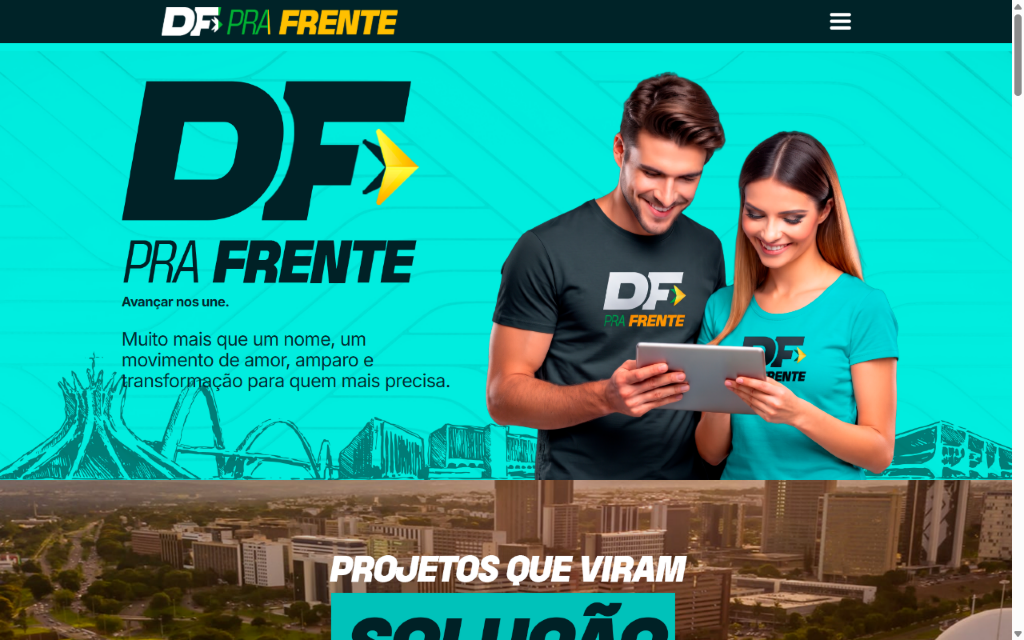 DF PRA FRENTE
DF
PRA FRENTE
Avançar nos une.
Muito mais que um nome, um
movimento de amor, amparo e
transformação para quem mais precisa.
DF
PRA FRENTE
DF
FRENTE
PROJETOS QUE VIRAM
SOLUÇÃO